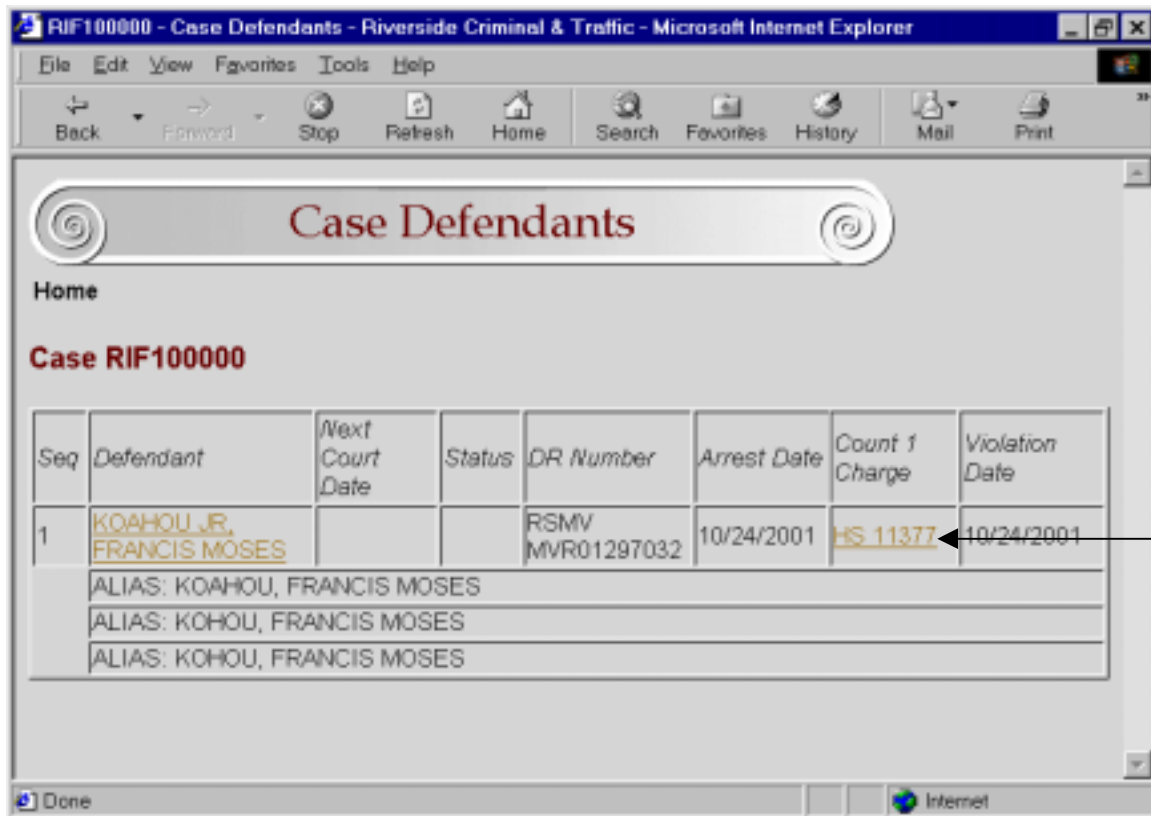 RIF100000 - Case Defendants - Riverside Criminal & Traffic - Microsoft Internet Explorer
File Edit View Favorites Tools Help
Back Forward Stop Refresh Home Search Favorites History Mail Print
Case Defendants
Home
Case RIF100000
Seq Defendant Next Court Date Status DR Number Arrest Date Count 1 Charge Violation Date
1 KOAHOU JR, FRANCIS MOSES RSMV MVR01297032 10/24/2001 HS 11377 10/24/2001
ALIAS: KOAHOU, FRANCIS MOSES
ALIAS: KOHOU, FRANCIS MOSES
ALIAS: KOHOU, FRANCIS MOSES
Done Internet